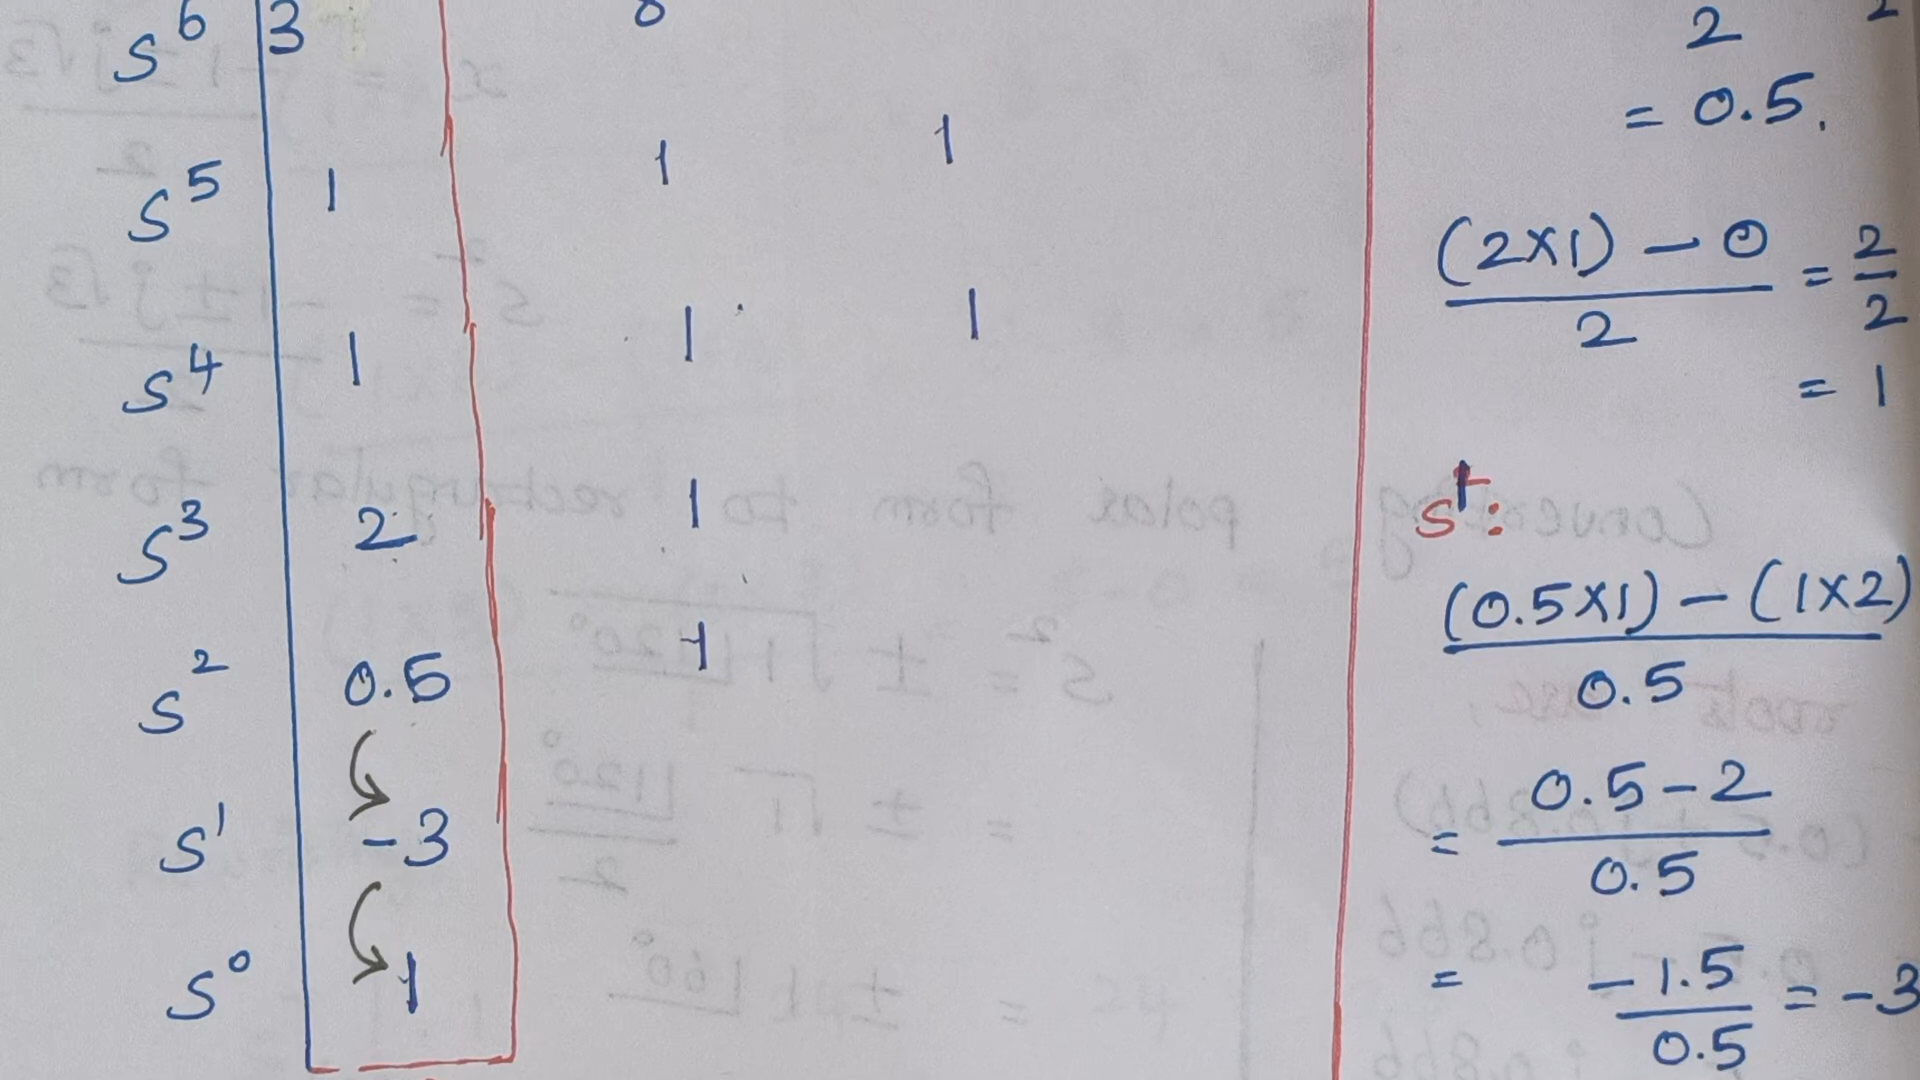 s⁶ 3
s⁵ 1 1 1
s⁴ 1 1 1
s³ 2 1
s² 0.5 1
s¹ -3
s⁰ 1
2
= 0.5.
(2×1) - 0 / 2 = 2/2
= 1
s¹:
(0.5×1) - (1×2) / 0.5
= 0.5-2 / 0.5
= -1.5 / 0.5 = -3